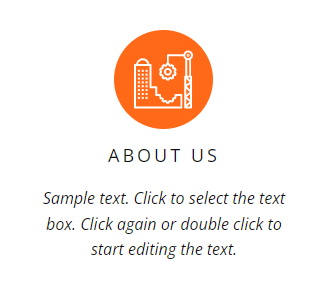 ABOUT US
Sample text. Click to select the text
box. Click again or double click to
start editing the text.